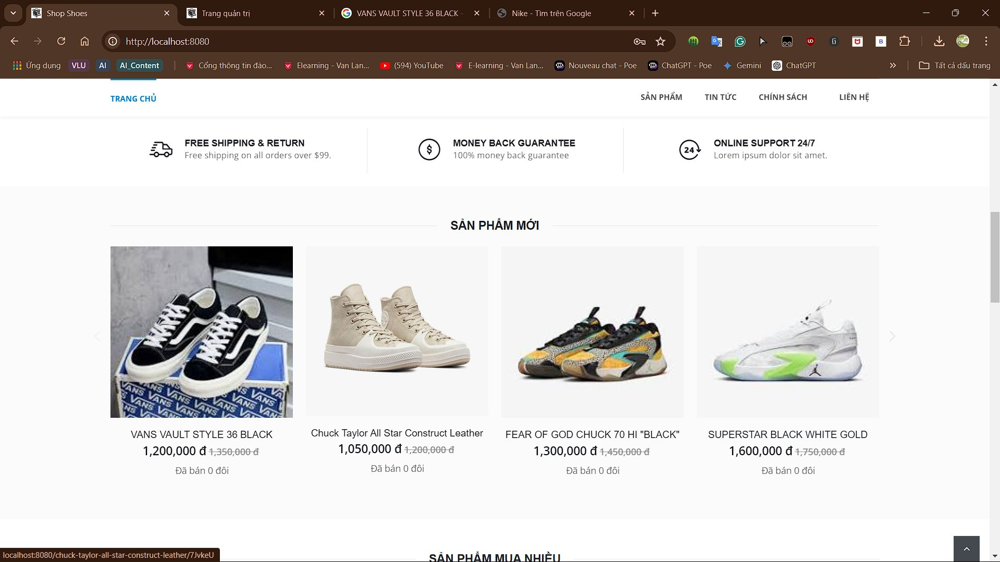 Shop Shoes
Trang quản trị
VANS VAULT STYLE 36 BLACK -
Nike - Tìm trên Google
http://localhost:8080
Ứng dụng
VLU
AI
AI_Content
Cổng thông tin đào...
Elearning - Van Lan...
(594) YouTube
E-learning - Van Lan...
Nouveau chat - Poe
ChatGPT - Poe
Gemini
ChatGPT
Tất cả dấu trang
TRANG CHỦ
SẢN PHẨM
TIN TỨC
CHÍNH SÁCH
LIÊN HỆ
FREE SHIPPING & RETURN
Free shipping on all orders over $99.
$
MONEY BACK GUARANTEE
100% money back guarantee
24
ONLINE SUPPORT 24/7
Lorem ipsum dolor sit amet.
SẢN PHẨM MỚI
VANS VANS VANS VANS
VANS VAULT STYLE 36 BLACK
1,200,000 đ 1,350,000 đ
Đã bán 0 đôi
Chuck Taylor All Star Construct Leather
1,050,000 đ 1,200,000 đ
Đã bán 0 đôi
FEAR OF GOD CHUCK 70 HI "BLACK"
1,300,000 đ 1,450,000 đ
Đã bán 0 đôi
SUPERSTAR BLACK WHITE GOLD
1,600,000 đ 1,750,000 đ
Đã bán 0 đôi
SẢN PHẨM MUA NHIỀU
localhost:8080/chuck-taylor-all-star-construct-leather/7JvkeU